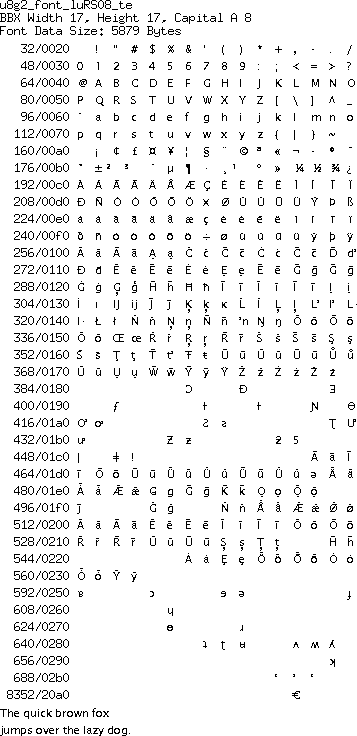 u8g2_font_luRS08_te
BBX Width 17, Height 17, Capital A 8
Font Data Size: 5879 Bytes
32/0020 ! " # $ % & ' ( ) * + , - . /
48/0030 0 1 2 3 4 5 6 7 8 9 : ; < = > ?
64/0040 @ A B C D E F G H I J K L M N O
80/0050 P Q R S T U V W X Y Z [ \ ] ^ _
96/0060 ` a b c d e f g h i j k l m n o
112/0070 p q r s t u v w x y z { | } ~
160/00a0 ¡ ¢ £ ¤ ¥ ¦ § ¨ © ª « ¬ - ® ¯
176/00b0 ° ± ² ³ ´ µ ¶ · ¸ ¹ º » ¼ ½ ¾ ¿
192/00c0 À Á Â Ã Ä Å Æ Ç È É Ê Ë Ì Í Î Ï
208/00d0 Ð Ñ Ò Ó Ô Õ Ö × Ø Ù Ú Û Ü Ý Þ ß
224/00e0 à á â ã ä å æ ç è é ê ë ì í î ï
240/00f0 ð ñ ò ó ô õ ö ÷ ø ù ú û ü ý þ ÿ
256/0100 Ā ā Ă ă Ą ą Ć ć Ĉ ĉ Ċ ċ Č č Ď ď
272/0110 Đ đ Ē ē Ĕ ĕ Ė ė Ę ę Ě ě Ĝ ĝ Ğ ğ
288/0120 Ġ ġ Ģ ģ Ĥ ĥ Ħ ħ Ĩ ĩ Ī ī Ĭ ĭ Į į
304/0130 İ ı Ĳ ĳ Ĵ ĵ Ķ ķ ĸ Ĺ ĺ Ļ ļ Ľ ľ Ŀ
320/0140 ŀ Ł ł Ń ń Ņ ņ Ň ň ŉ Ŋ ŋ Ō ō Ŏ ŏ
336/0150 Ő ő Œ œ Ŕ ŕ Ŗ ŗ Ř ř Ś ś Ŝ ŝ Ş ş
352/0160 Š š Ţ ţ Ť ť Ŧ ŧ Ũ ũ Ū ū Ŭ ŭ Ů ů
368/0170 Ű ű Ų ų Ŵ ŵ Ŷ ŷ Ÿ Ź ź Ż ż Ž ž
384/0180 Ɔ Ɖ Ǝ
400/0190 ƒ Ɨ ƚ Ɲ Ɵ
416/01a0 Ơ ơ Ƨ ƨ Ʈ Ư
432/01b0 ư Ƶ ƶ ƻ Ƽ
448/01c0 ǀ ǂ ǃ Ǎ ǎ Ǐ
464/01d0 ǐ Ǒ ǒ Ǔ ǔ Ǖ ǖ Ǘ ǘ Ǚ ǚ Ǜ ǜ ǝ Ǟ ǟ
480/01e0 Ǡ ǡ Ǣ ǣ Ǥ ǥ Ǧ ǧ Ǩ ǩ Ǫ ǫ Ǭ ǭ
496/01f0 ǰ Ǵ ǵ Ǹ ǹ Ǻ ǻ Ǽ ǽ Ǿ ǿ
512/0200 Ȁ ȁ Ȃ ȃ Ȅ ȅ Ȇ ȇ Ȉ ȉ Ȋ ȋ Ȍ ȍ Ȏ ȏ
528/0210 Ȑ ȑ Ȓ ȓ Ȕ ȕ Ȗ ȗ Ș ș Ț ț Ȟ ȟ
544/0220 Ȧ ȧ Ȩ ȩ Ȫ ȫ Ȭ ȭ Ȯ ȯ
560/0230 Ȱ ȱ Ȳ ȳ
592/0250 ɐ ɔ ɘ ə ɟ
608/0260 ɥ
624/0270 ɵ ɹ
640/0280 ʇ ʈ ʉ ʌ ʍ ʎ
656/0290 ʞ
688/02b0 ʻ ʼ ʽ
8352/20a0 €
The quick brown fox
jumps over the lazy dog.